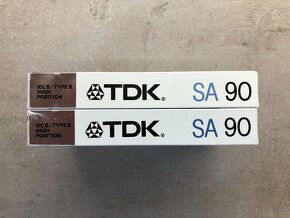 IEC II / TYPE II
HIGH
POSITION
TDK® SA 90
IEC II / TYPE II
HIGH
POSITION
TDK® SA 90